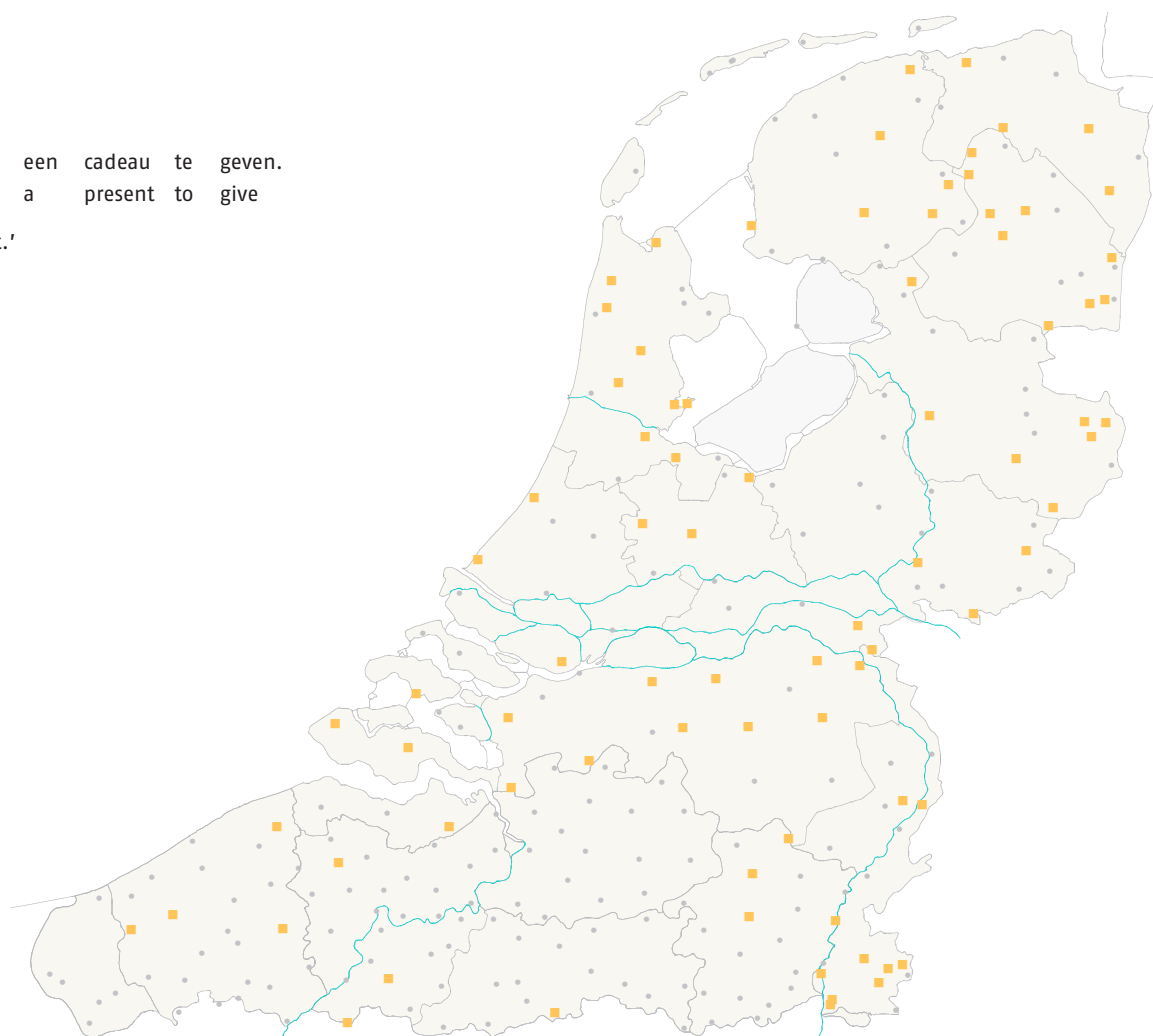 een cadeau te geven.
a present to give
.'